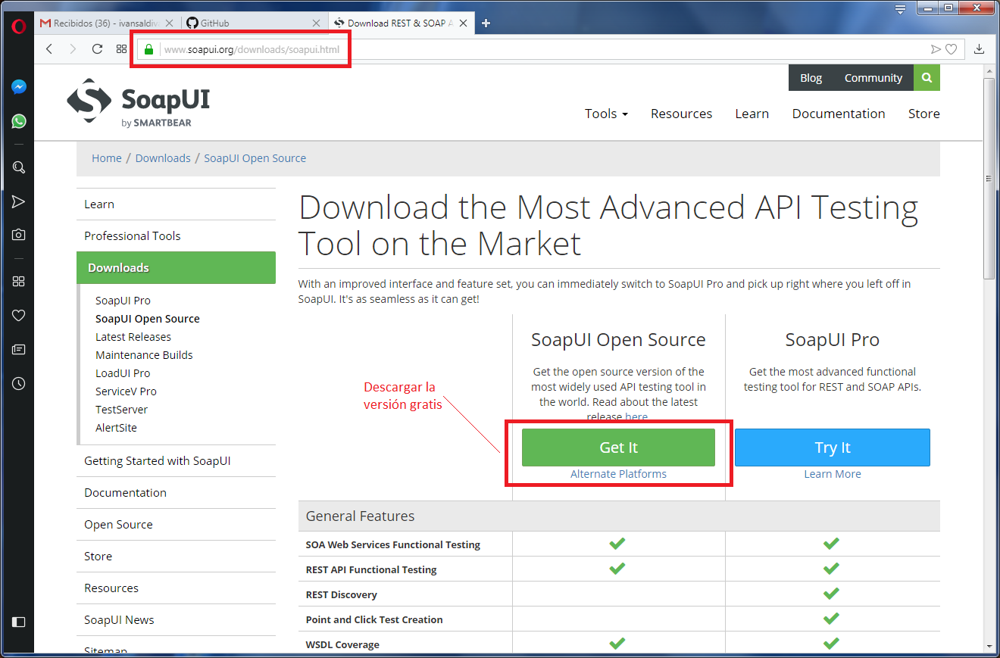 Recibidos (36) - ivansaldiv
GitHub
Download REST & SOAP A
www.soapui.org/downloads/soapui.html
Blog
Community
SoapUI
by SMARTBEAR
Tools
Resources
Learn
Documentation
Store
Home / Downloads / SoapUI Open Source
Learn
Professional Tools
Downloads
SoapUI Pro
SoapUI Open Source
Latest Releases
Maintenance Builds
LoadUI Pro
ServiceV Pro
TestServer
AlertSite
Getting Started with SoapUI
Documentation
Open Source
Store
Resources
SoapUI News
Sitemap
Download the Most Advanced API Testing
Tool on the Market
With an improved interface and feature set, you can immediately switch to SoapUI Pro and pick up right where you left off in
SoapUI. It's as seamless as it can get!
SoapUI Open Source
Get the open source version of the
most widely used API testing tool in
the world. Read about the latest
release here
Descargar la
versión gratis
Get It
Alternate Platforms
SoapUI Pro
Get the most advanced functional
testing tool for REST and SOAP APIs.
Try It
Learn More
General Features
SOA Web Services Functional Testing
REST API Functional Testing
REST Discovery
Point and Click Test Creation
WSDL Coverage